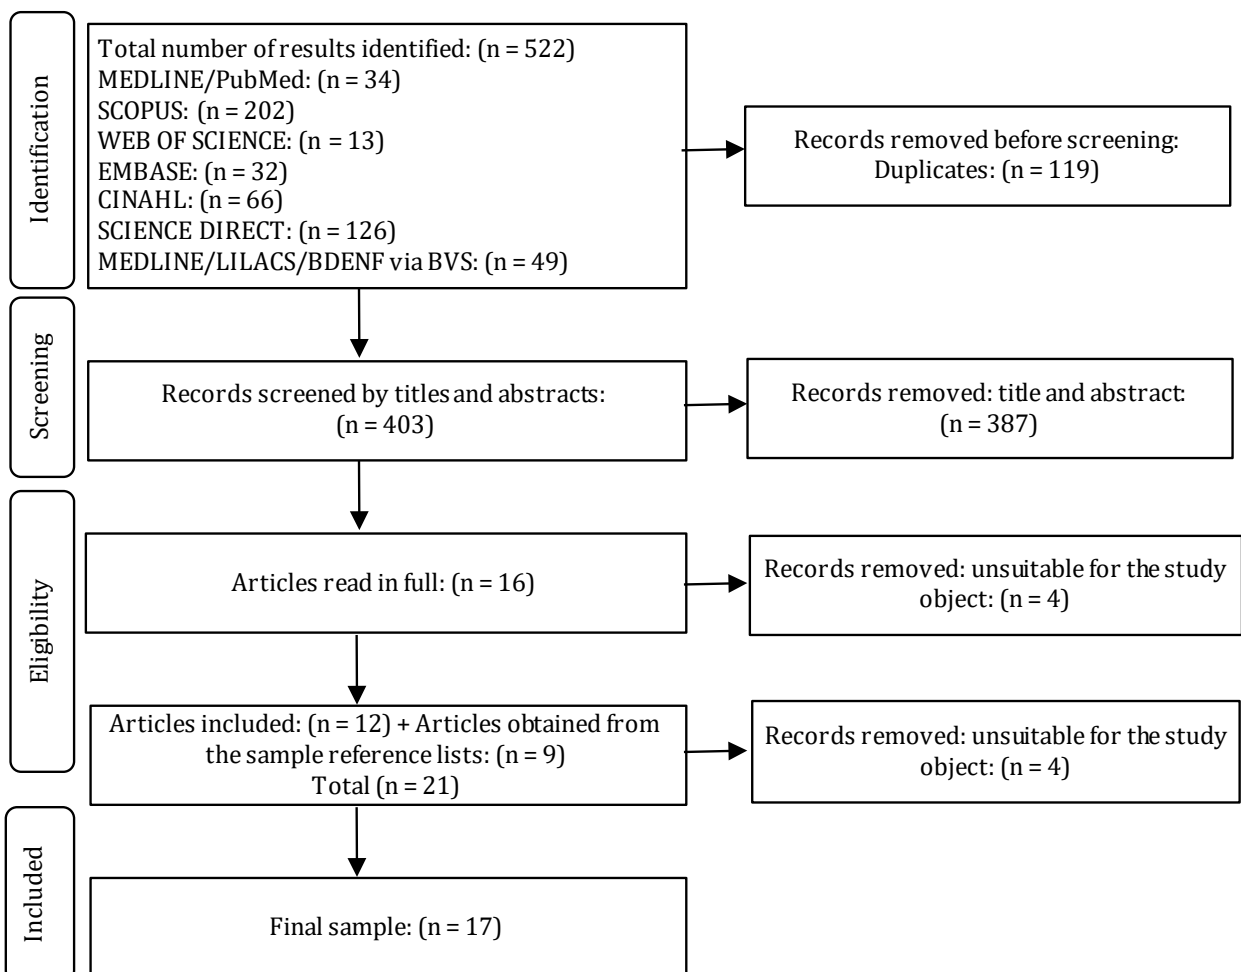 Identification
Total number of results identified: (n = 522)
MEDLINE/PubMed: (n = 34)
SCOPUS: (n = 202)
WEB OF SCIENCE: (n = 13)
EMBASE: (n = 32)
CINAHL: (n = 66)
SCIENCE DIRECT: (n = 126)
MEDLINE/LILACS/BDENF via BVS: (n = 49)
Records removed before screening:
Duplicates: (n = 119)
Screening
Records screened by titles and abstracts:
(n = 403)
Records removed: title and abstract:
(n = 387)
Eligibility
Articles read in full: (n = 16)
Records removed: unsuitable for the study
object: (n = 4)
Articles included: (n = 12) + Articles obtained from
the sample reference lists: (n = 9)
Total (n = 21)
Records removed: unsuitable for the study
object: (n = 4)
Included
Final sample: (n = 17)